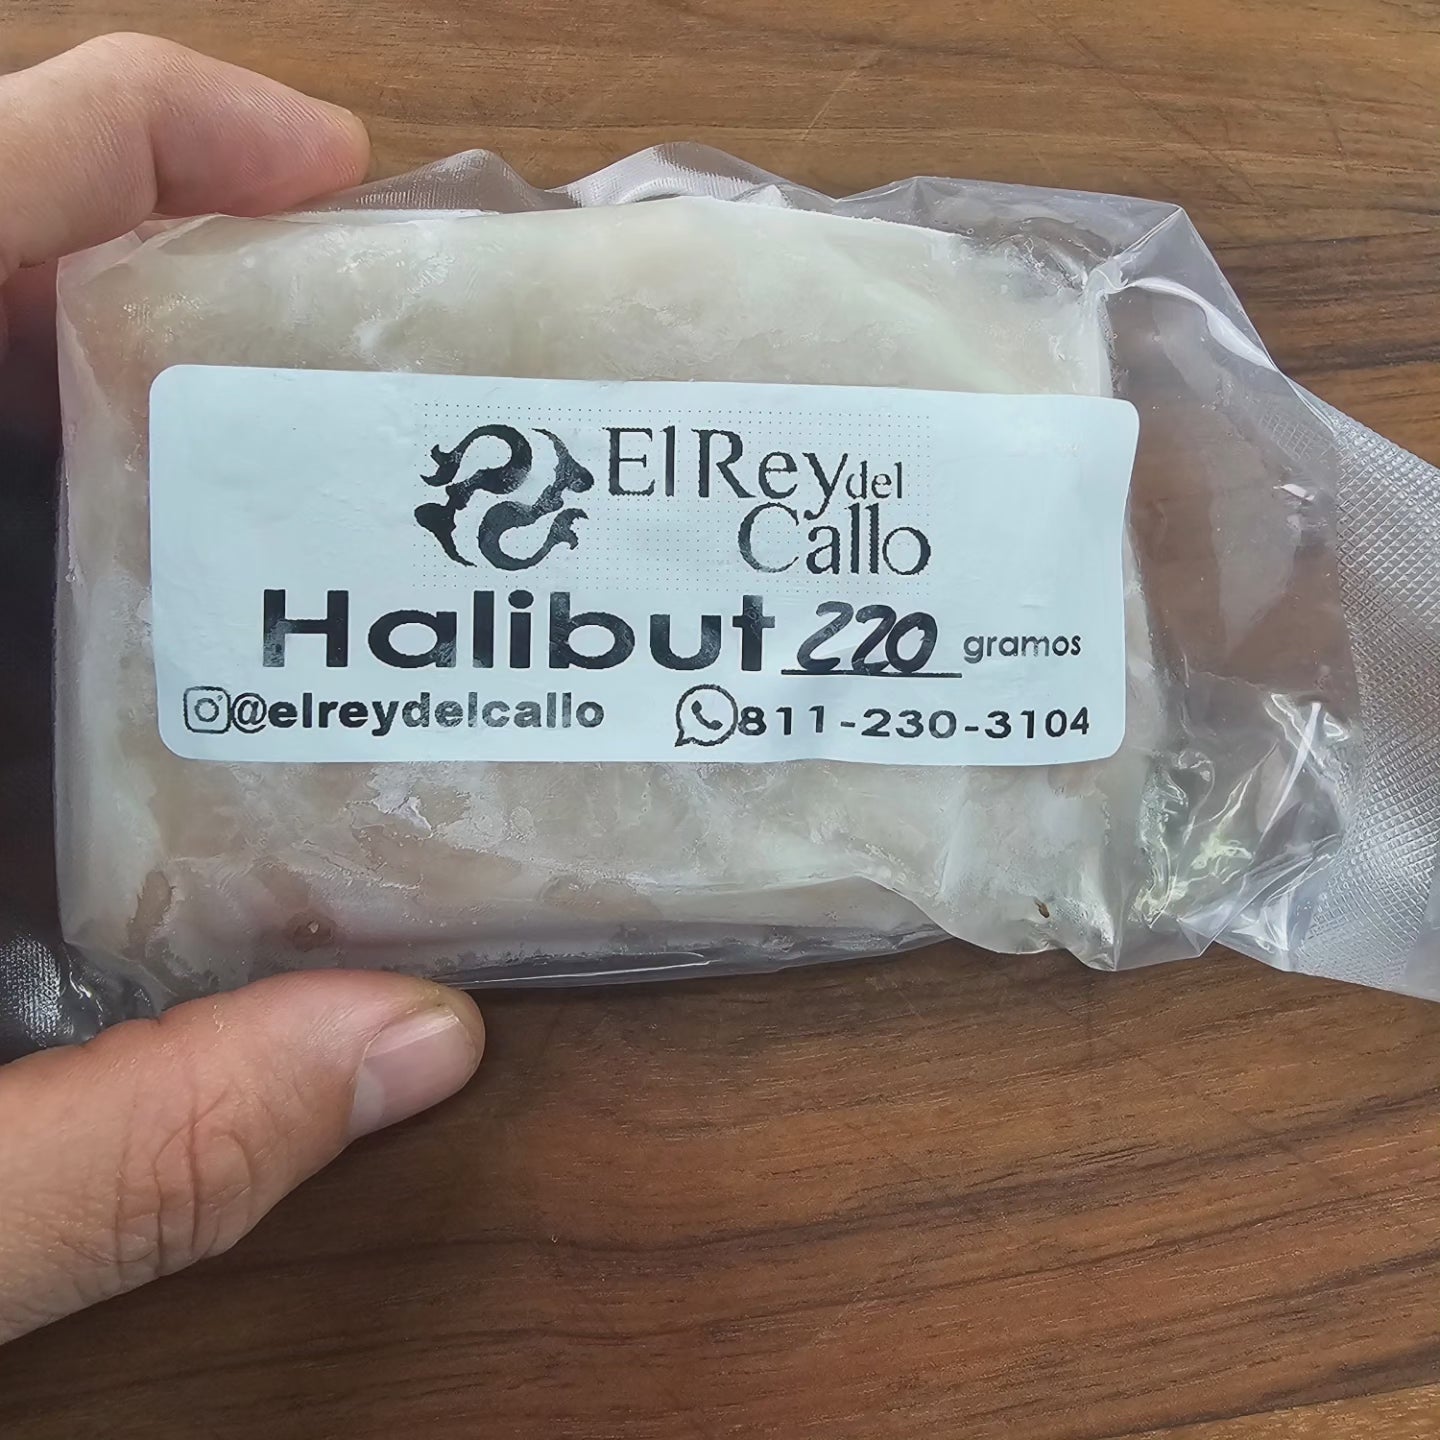 El Rey del
Callo
Halibut 220 gramos
@elreydelcallo 811-230-3104